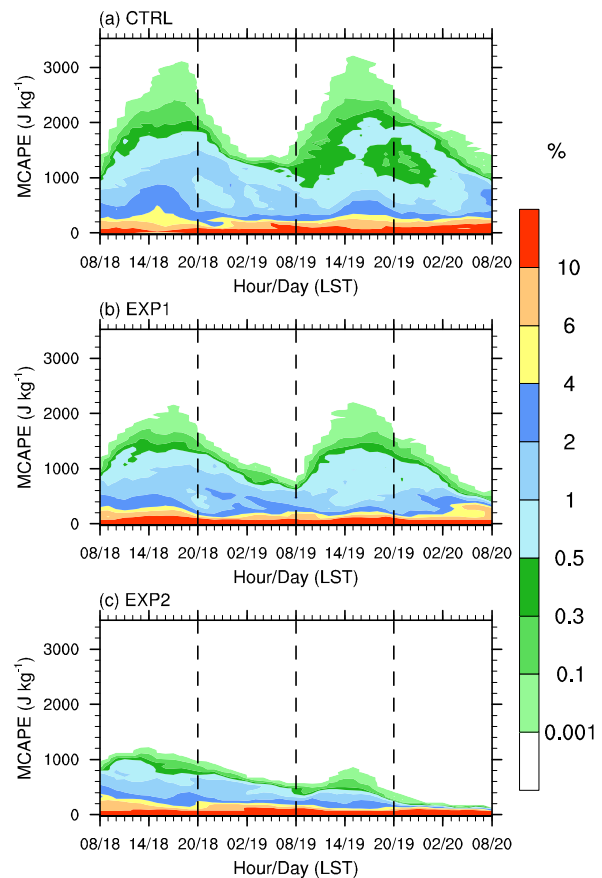 (a) CTRL
MCAPE (J kg⁻¹)
3000
2000
1000
0
08/18 14/18 20/18 02/19 08/19 14/19 20/19 02/20 08/20
Hour/Day (LST)
(b) EXP1
MCAPE (J kg⁻¹)
3000
2000
1000
0
08/18 14/18 20/18 02/19 08/19 14/19 20/19 02/20 08/20
Hour/Day (LST)
(c) EXP2
MCAPE (J kg⁻¹)
3000
2000
1000
0
08/18 14/18 20/18 02/19 08/19 14/19 20/19 02/20 08/20
Hour/Day (LST)
%
10
6
4
2
1
0.5
0.3
0.1
0.001